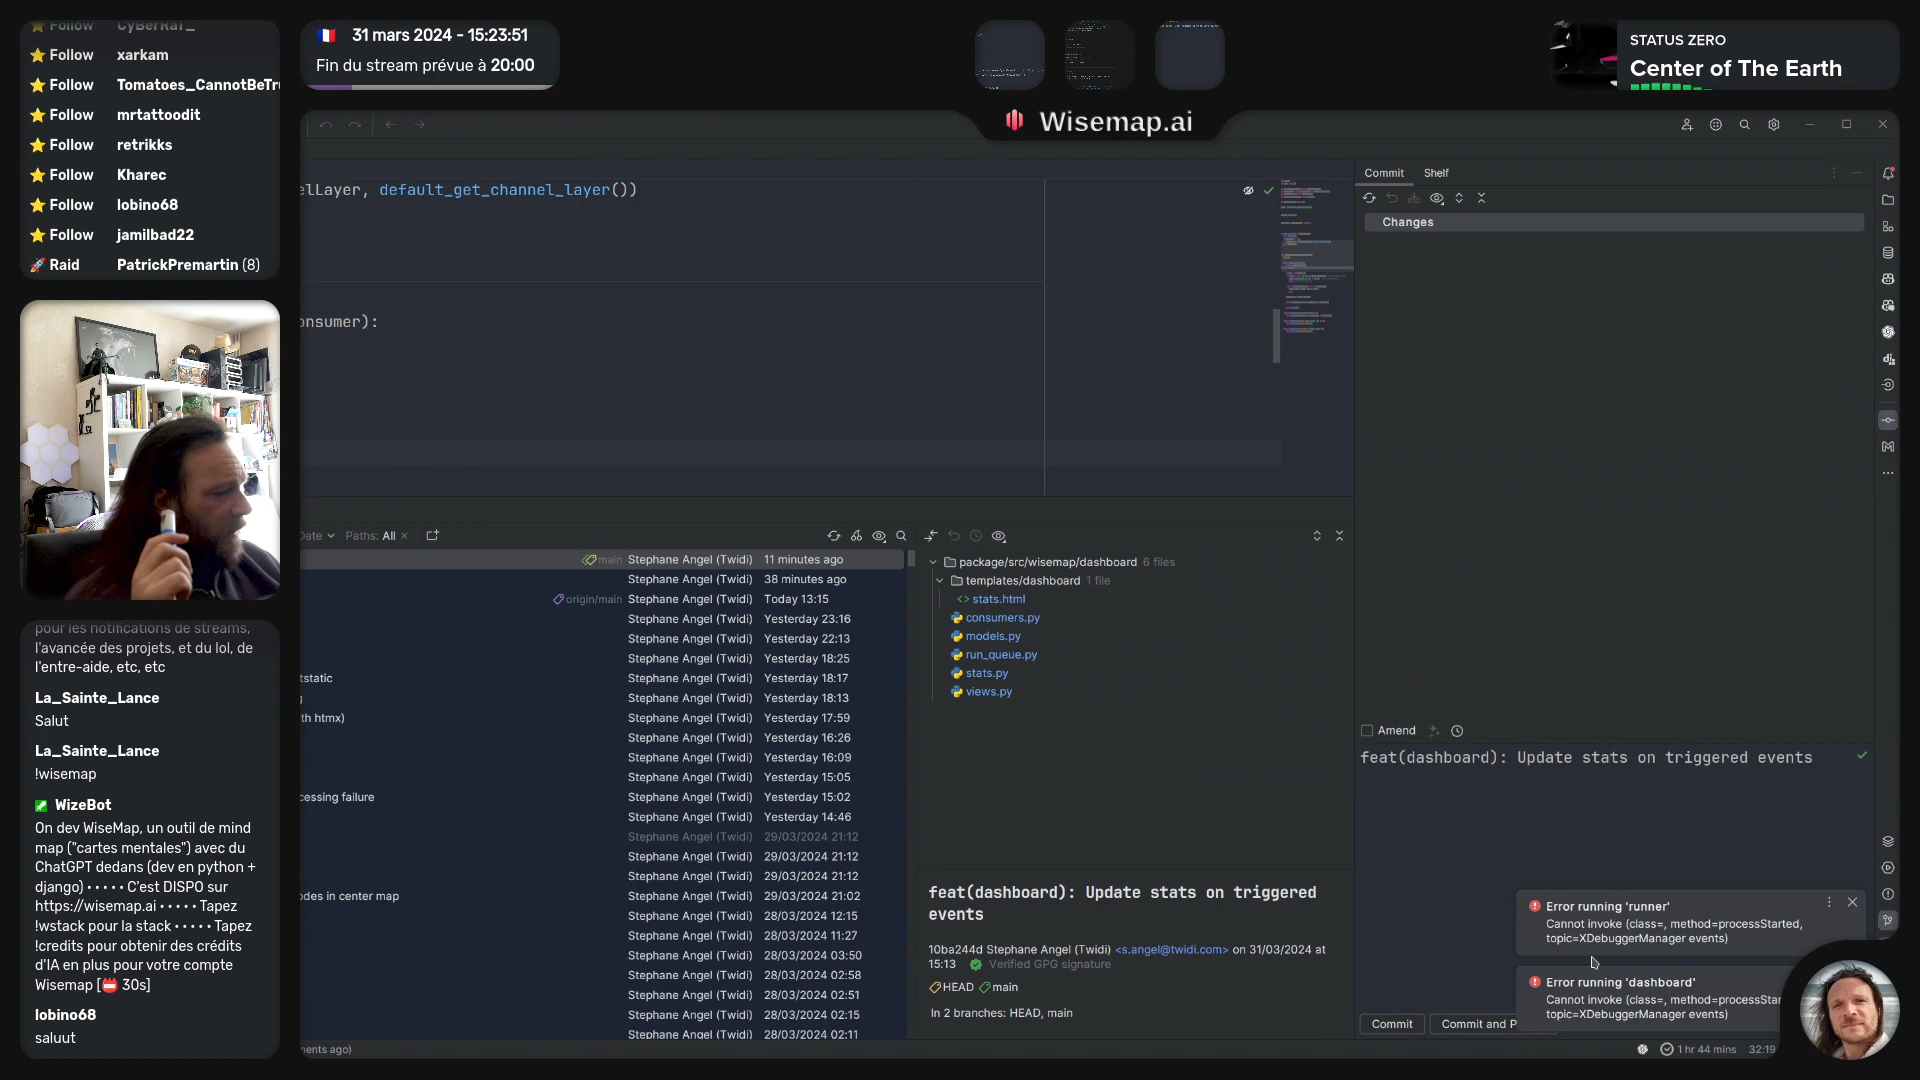 Follow CyBerRaT_
Follow xarkam
Follow Tomatoes_CannotBeTr
Follow mrtattoodit
Follow retrikks
Follow Kharec
Follow lobino68
Follow jamilbad22
Raid PatrickPremartin (8)
31 mars 2024 - 15:23:51
Fin du stream prévue à 20:00
STATUS ZERO
Center of The Earth
Wisemap.ai
elLayer, default_get_channel_layer())
onsumer):
Commit Shelf
Changes
Date Paths: All
main Stephane Angel (Twidi) 11 minutes ago
Stephane Angel (Twidi) 38 minutes ago
origin/main Stephane Angel (Twidi) Today 13:15
Stephane Angel (Twidi) Yesterday 23:16
Stephane Angel (Twidi) Yesterday 22:13
Stephane Angel (Twidi) Yesterday 18:25
tstatic Stephane Angel (Twidi) Yesterday 18:17
Stephane Angel (Twidi) Yesterday 18:13
th htmx) Stephane Angel (Twidi) Yesterday 17:59
Stephane Angel (Twidi) Yesterday 16:26
Stephane Angel (Twidi) Yesterday 16:09
Stephane Angel (Twidi) Yesterday 15:05
cessing failure Stephane Angel (Twidi) Yesterday 15:02
Stephane Angel (Twidi) Yesterday 14:46
Stephane Angel (Twidi) 29/03/2024 21:12
Stephane Angel (Twidi) 29/03/2024 21:12
Stephane Angel (Twidi) 29/03/2024 21:12
odes in center map Stephane Angel (Twidi) 29/03/2024 21:02
Stephane Angel (Twidi) 28/03/2024 12:15
Stephane Angel (Twidi) 28/03/2024 11:27
Stephane Angel (Twidi) 28/03/2024 03:50
Stephane Angel (Twidi) 28/03/2024 02:58
Stephane Angel (Twidi) 28/03/2024 02:51
Stephane Angel (Twidi) 28/03/2024 02:15
Stephane Angel (Twidi) 28/03/2024 02:11
package/src/wisemap/dashboard 6 files
templates/dashboard 1 file
stats.html
consumers.py
models.py
run_queue.py
stats.py
views.py
feat(dashboard): Update stats on triggered
events
10ba244d Stephane Angel (Twidi) <s.angel@twidi.com> on 31/03/2024 at
15:13 Verified GPG signature
HEAD main
In 2 branches: HEAD, main
Amend
feat(dashboard): Update stats on triggered events
Error running 'runner'
Cannot invoke (class=, method=processStarted,
topic=XDebuggerManager events)
Error running 'dashboard'
Cannot invoke (class=, method=processStar
topic=XDebuggerManager events)
Commit Commit and P
nents ago) 1 hr 44 mins 32:19
pour les notifications de streams,
l'avancée des projets, et du lol, de
l'entre-aide, etc, etc
La_Sainte_Lance
Salut
La_Sainte_Lance
!wisemap
WizeBot
On dev WiseMap, un outil de mind
map ("cartes mentales") avec du
ChatGPT dedans (dev en python +
django) • • • • • C'est DISPO sur
https://wisemap.ai • • • • • Tapez
!wstack pour la stack • • • • • Tapez
!credits pour obtenir des crédits
d'IA en plus pour votre compte
Wisemap [📛 30s]
lobino68
saluut